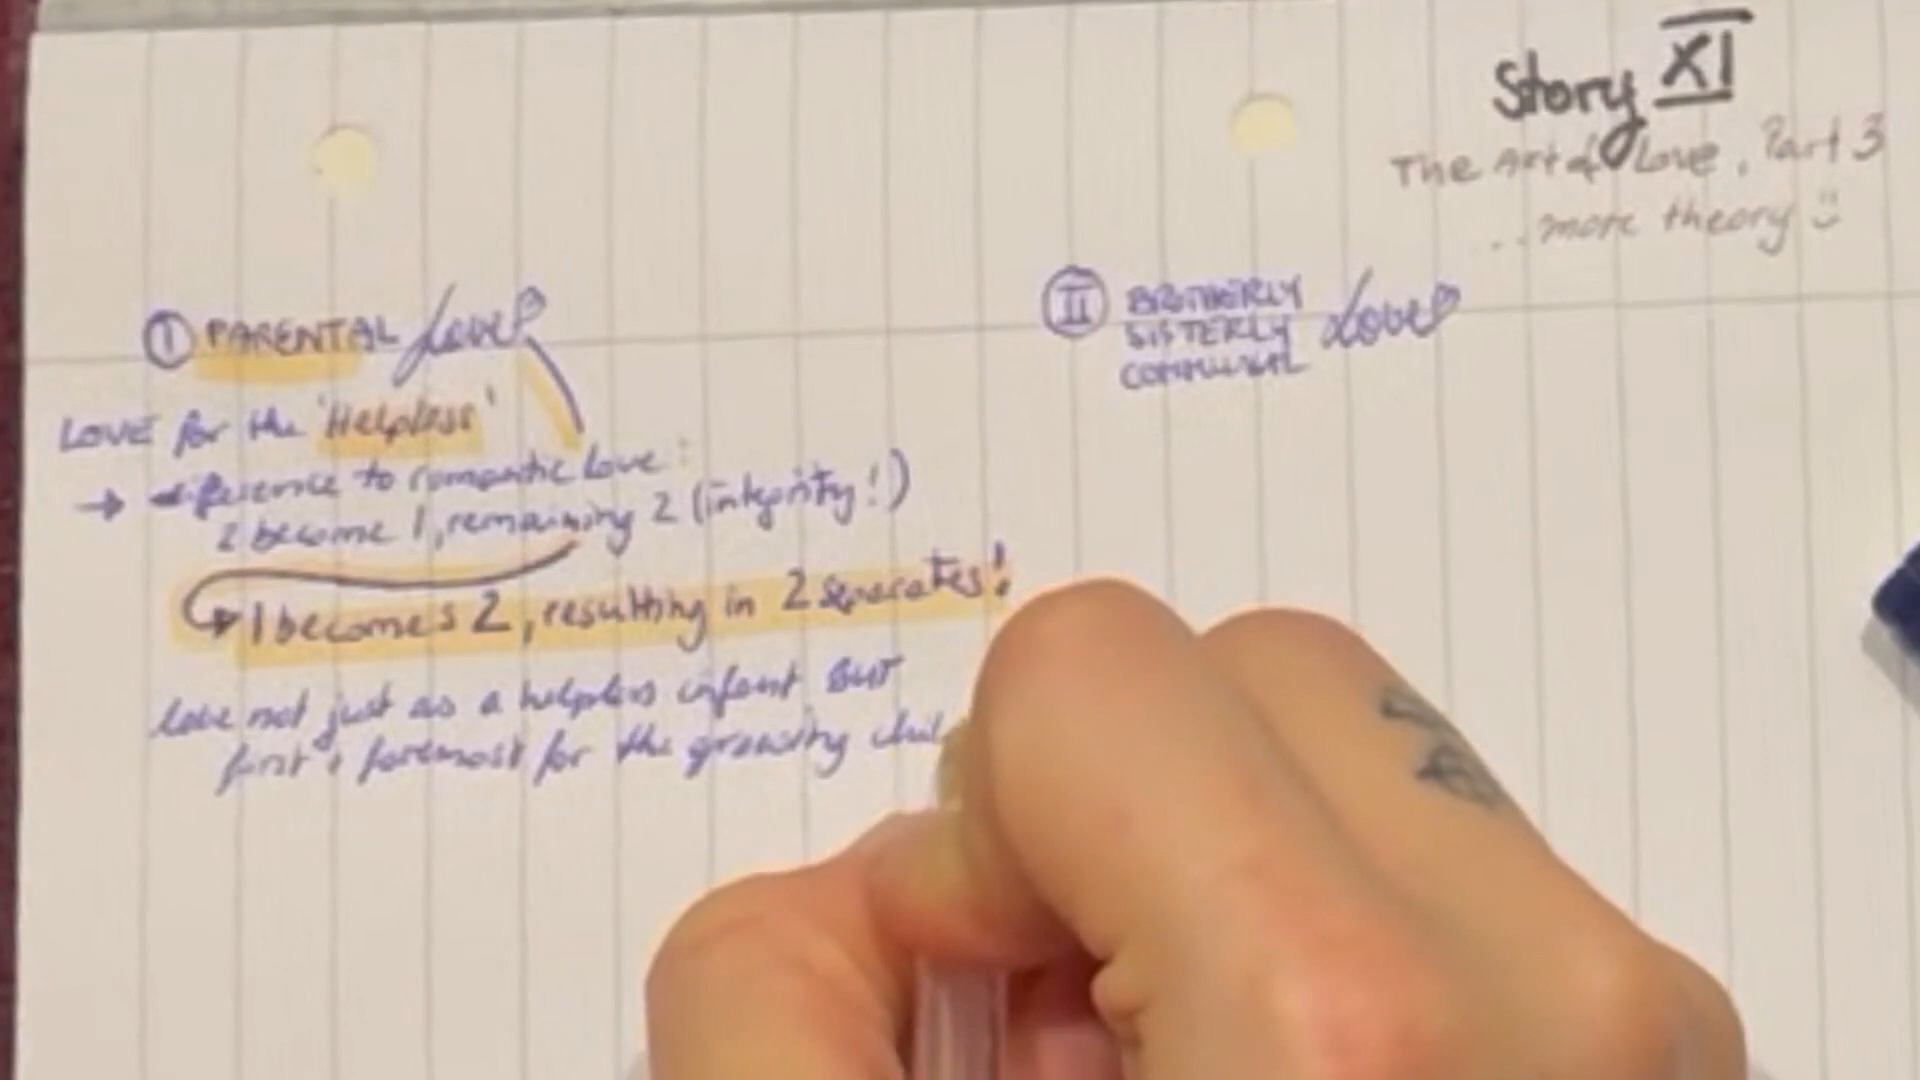 Story XI
The Art of Love, Part 3
...more theory :)
I PARENTAL Love
LOVE for the 'Helpless'
→ difference to romantic love:
2 become 1, remaining 2 (integrity!)
1 becomes 2, resulting in 2 separates!
love not just as a helpless infant BUT
first & foremost for the growing chil
II BROTHERLY
SISTERLY Love
COMMUNAL